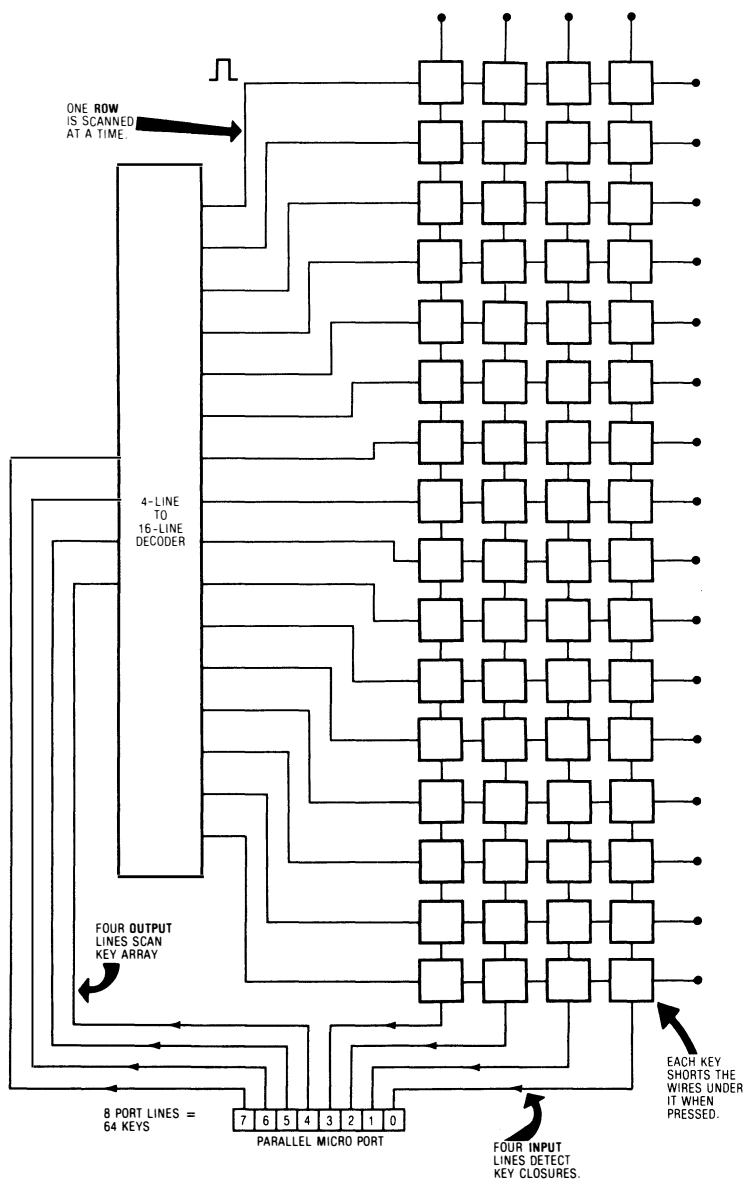 ONE ROW
IS SCANNED
AT A TIME.
4-LINE
TO
16-LINE
DECODER
FOUR OUTPUT
LINES SCAN
KEY ARRAY
EACH KEY
SHORTS THE
WIRES UNDER
IT WHEN
PRESSED.
8 PORT LINES =
64 KEYS
7 6 5 4 3 2 1 0
PARALLEL MICRO PORT
FOUR INPUT
LINES DETECT
KEY CLOSURES.